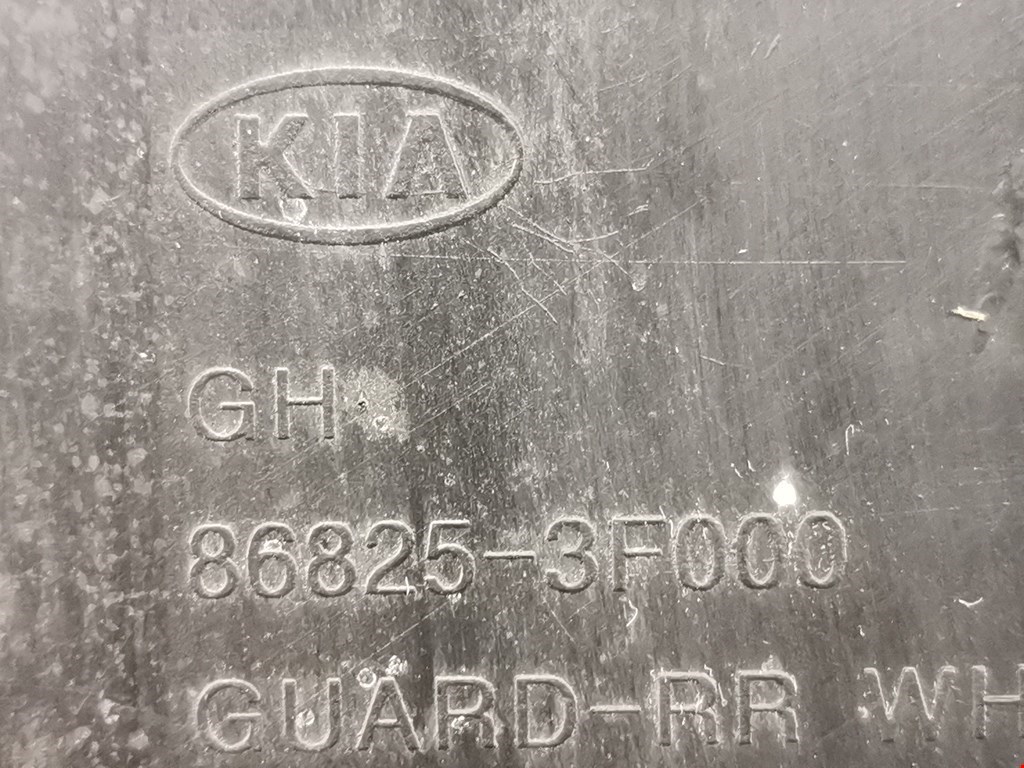 KIA
GH
86825-3F000
GUARD-RR WH